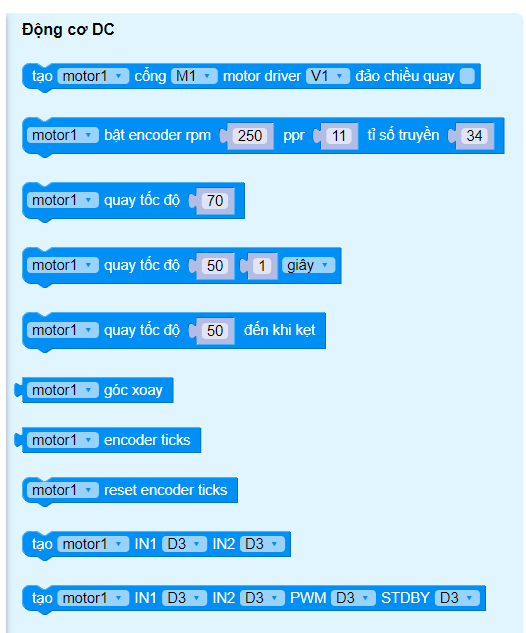 Động cơ DC
tạo motor1 cổng M1 motor driver V1 đảo chiều quay
motor1 bật encoder rpm 250 ppr 11 tỉ số truyền 34
motor1 quay tốc độ 70
motor1 quay tốc độ 50 1 giây
motor1 quay tốc độ 50 đến khi kẹt
motor1 góc xoay
motor1 encoder ticks
motor1 reset encoder ticks
tạo motor1 IN1 D3 IN2 D3
tạo motor1 IN1 D3 IN2 D3 PWM D3 STDBY D3